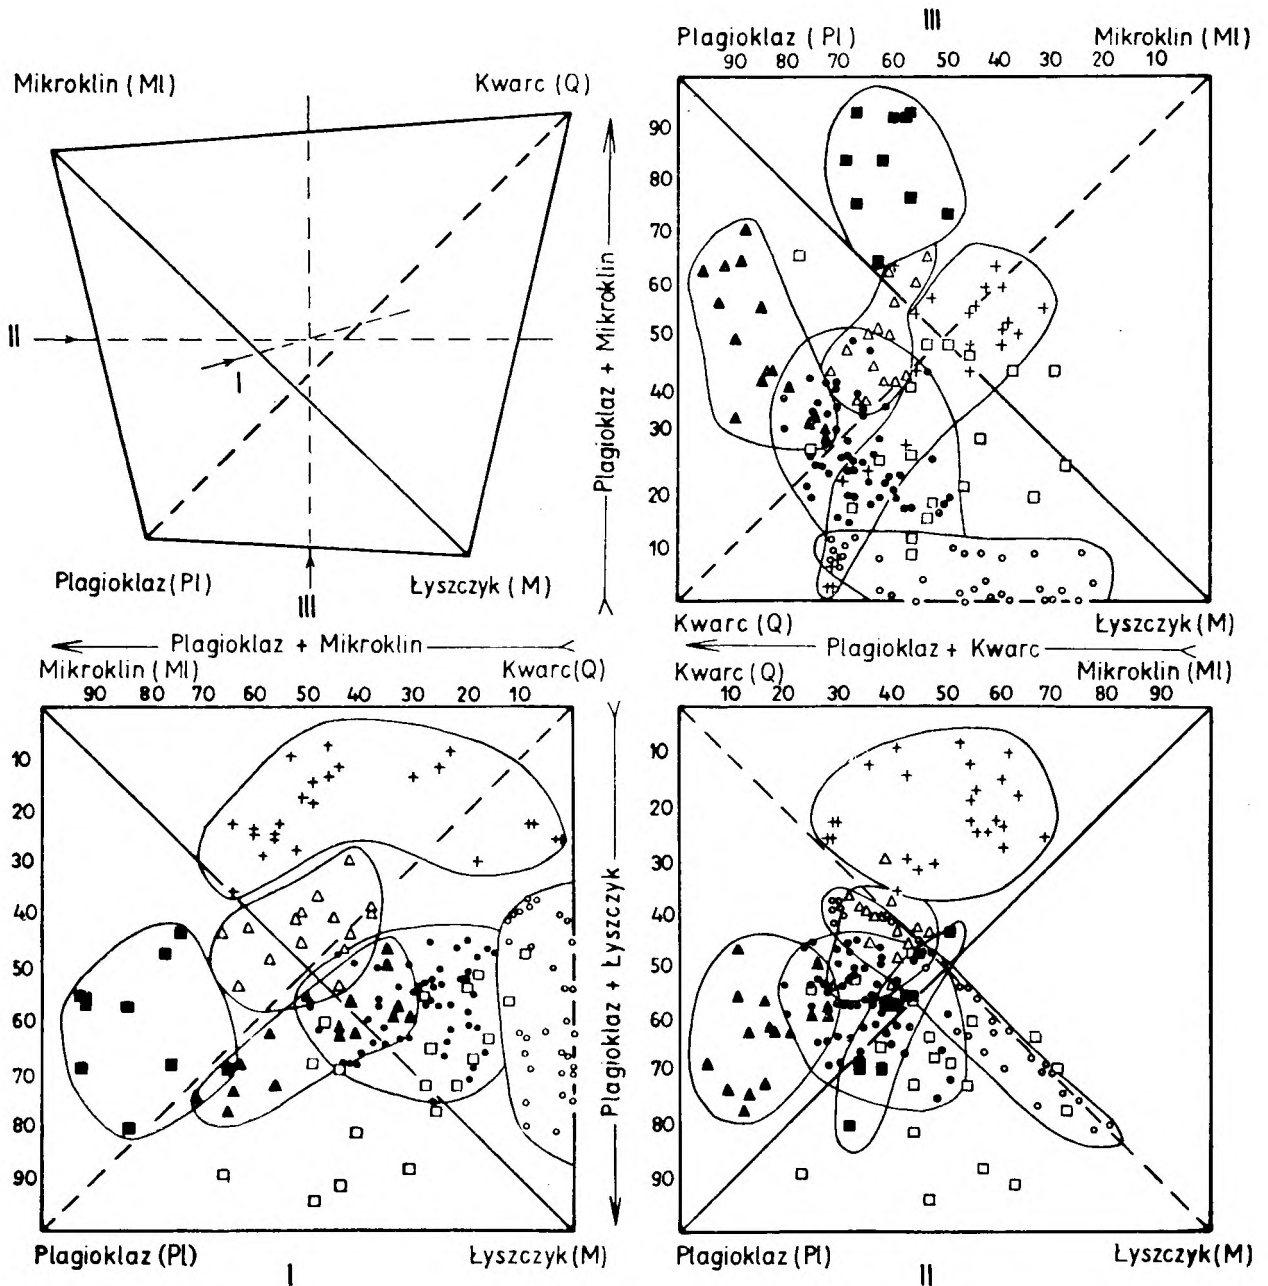 III
Plagioklaz (Pl) Mikroklin (Ml)
90 80 70 60 50 40 30 20 10
Mikroklin (Ml) Kwarc (Q)
90
80
70
60
50
40
30
20
10
Plagioklaz + Mikroklin
II
I
Plagioklaz (Pl) Łyszczyk (M)
III
Kwarc (Q) Łyszczyk (M)
Plagioklaz + Mikroklin
Mikroklin (Ml) Kwarc (Q)
90 80 70 60 50 40 30 20 10
10
20
30
40
50
60
70
80
90
Plagioklaz (Pl) Łyszczyk (M)
I
Plagioklaz + Łyszczyk
Plagioklaz + Kwarc
Kwarc (Q) Mikroklin (Ml)
10 20 30 40 50 60 70 80 90
10
20
30
40
50
60
70
80
90
Plagioklaz (Pl) Łyszczyk (M)
II